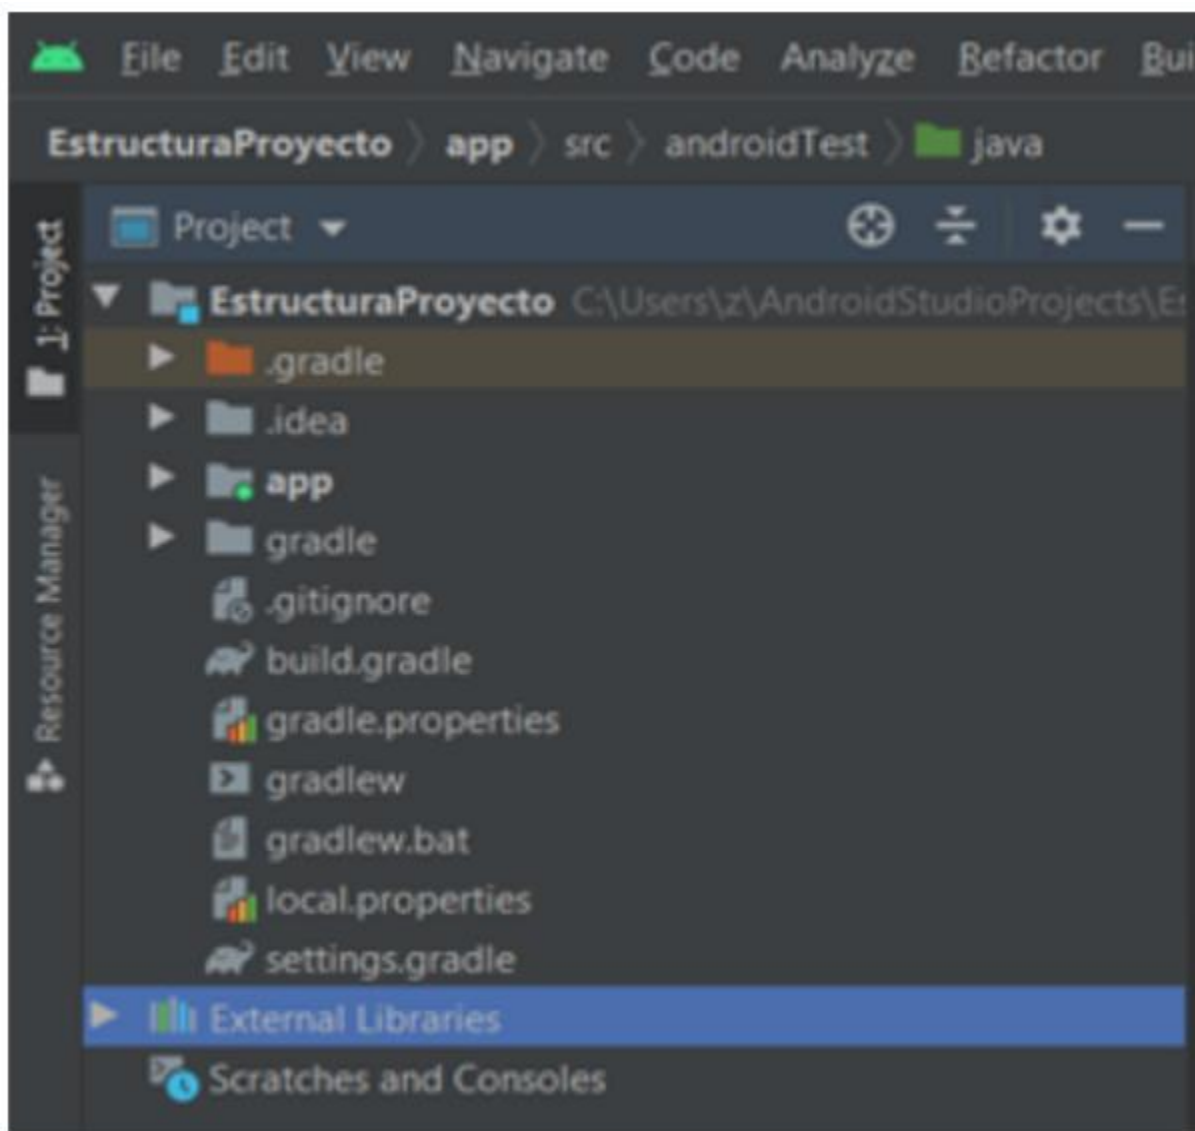 File Edit View Navigate Code Analyze Refactor Bui
EstructuraProyecto app src androidTest java
1: Project
Resource Manager
Project
EstructuraProyecto C:\Users\z\AndroidStudioProjects\Es
.gradle
.idea
app
gradle
.gitignore
build.gradle
gradle.properties
gradlew
gradlew.bat
local.properties
settings.gradle
External Libraries
Scratches and Consoles